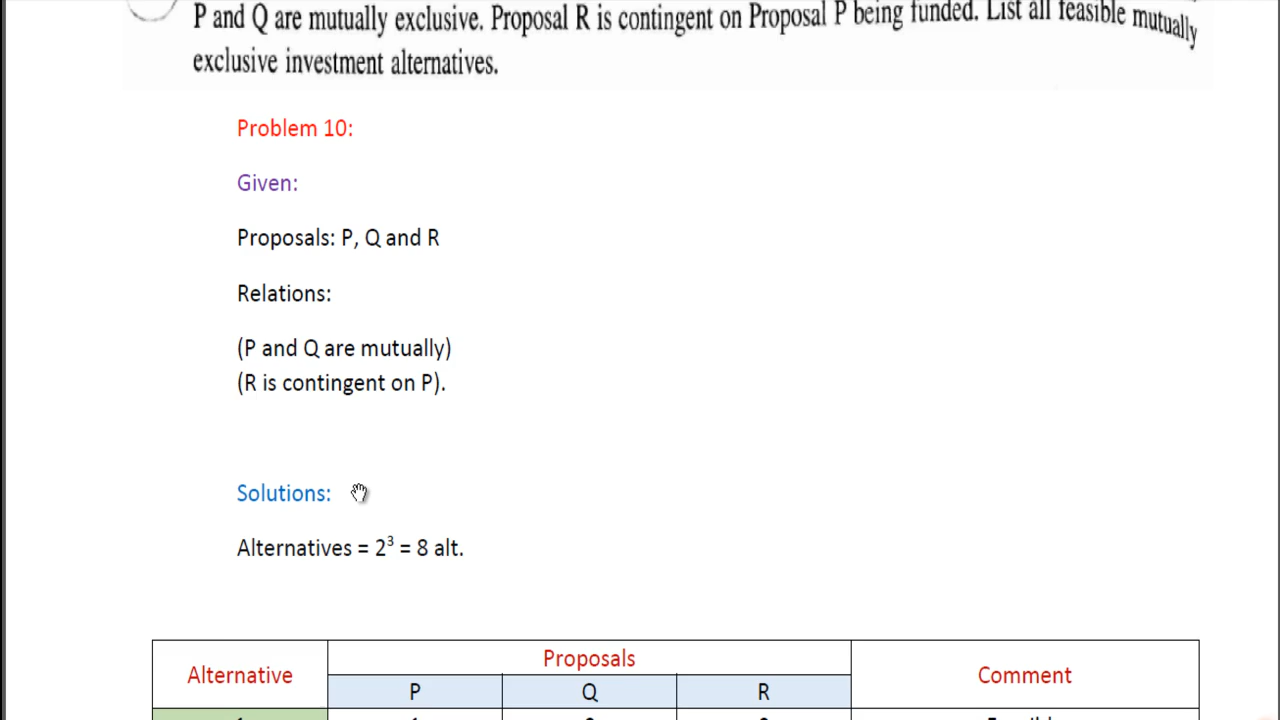 P and Q are mutually exclusive. Proposal R is contingent on Proposal P being funded. List all feasible mutually
exclusive investment alternatives.
Problem 10:
Given:
Proposals: P, Q and R
Relations:
(P and Q are mutually)
(R is contingent on P).
Solutions:
Alternatives = 2³ = 8 alt.
Alternative Proposals Comment
P Q R